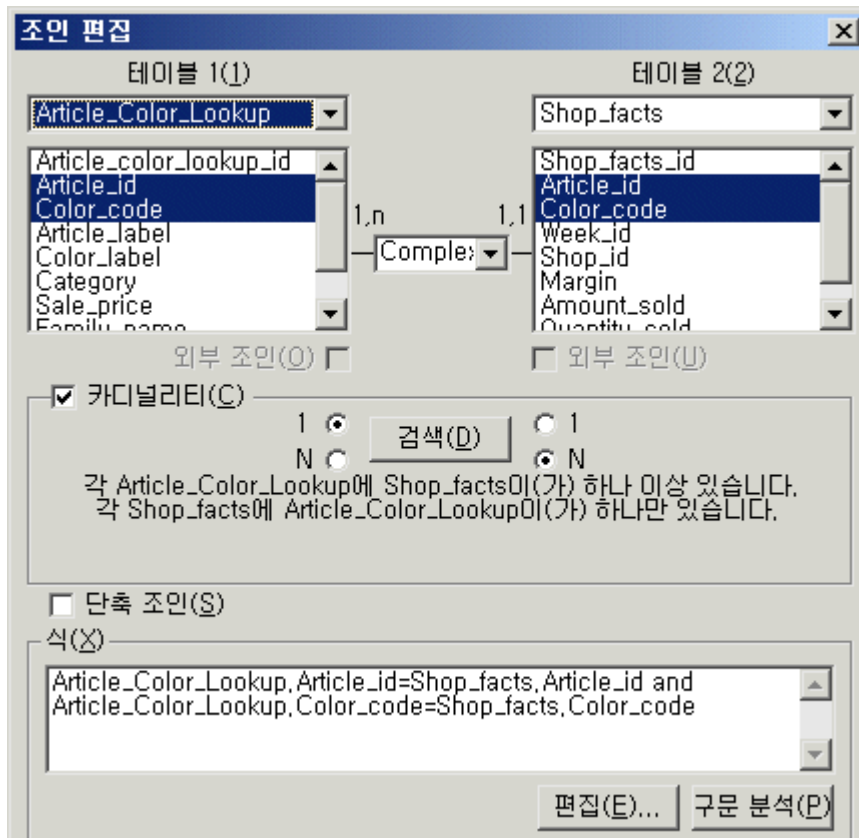 조인 편집
테이블 1(1) 테이블 2(2)
Article_Color_Lookup Shop_facts
Article_color_lookup_id Shop_facts_id
Article_id Article_id
Color_code Color_code
Article_label Week_id
Color_label Shop_id
Category Margin
Sale_price Amount_sold
Family_name Quantity_sold
1,n 1,1
Complex
외부 조인(O) 외부 조인(U)
카디널리티(C)
1 검색(D) 1
N N
각 Article_Color_Lookup에 Shop_facts이(가) 하나 이상 있습니다.
각 Shop_facts에 Article_Color_Lookup이(가) 하나만 있습니다.
단축 조인(S)
식(X)
Article_Color_Lookup.Article_id=Shop_facts.Article_id and
Article_Color_Lookup.Color_code=Shop_facts.Color_code
편집(E)... 구문 분석(P)